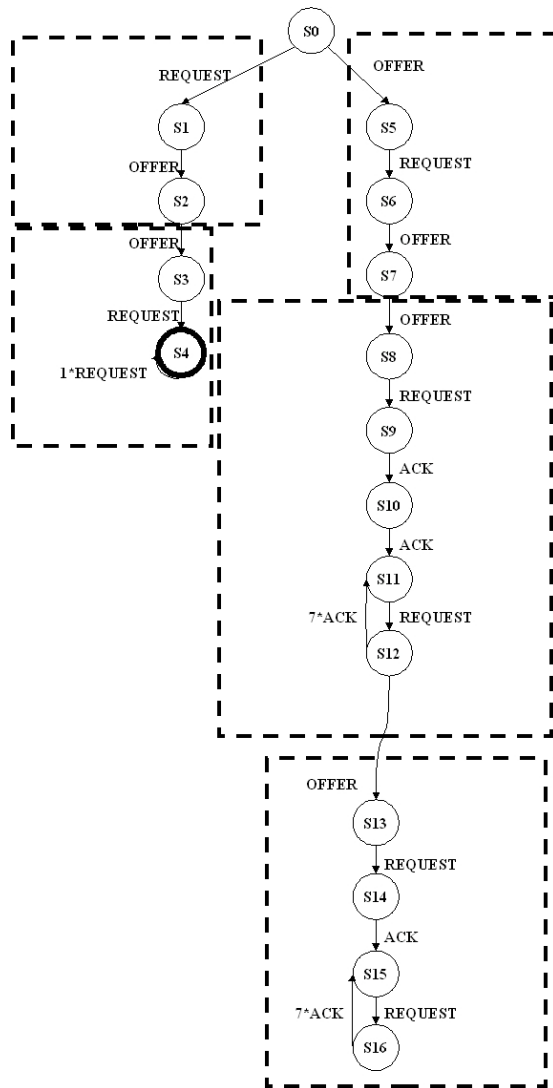 S0
REQUEST
OFFER
S1
S5
OFFER
REQUEST
S2
S6
OFFER
OFFER
S3
S7
REQUEST
OFFER
S4
1*REQUEST
S8
REQUEST
S9
ACK
S10
ACK
S11
7*ACK
REQUEST
S12
OFFER
S13
REQUEST
S14
ACK
S15
7*ACK
REQUEST
S16